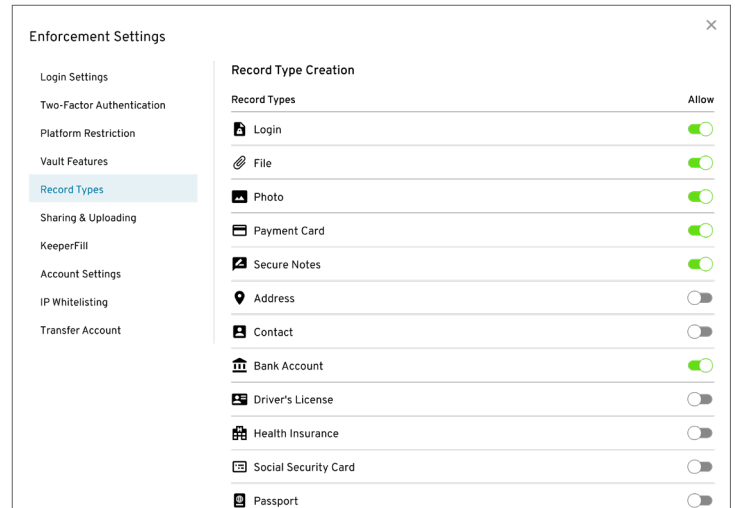 Enforcement Settings
Login Settings
Two-Factor Authentication
Platform Restriction
Vault Features
Record Types
Sharing & Uploading
KeeperFill
Account Settings
IP Whitelisting
Transfer Account
Record Type Creation
Record Types Allow
Login
File
Photo
Payment Card
Secure Notes
Address
Contact
Bank Account
Driver's License
Health Insurance
Social Security Card
Passport